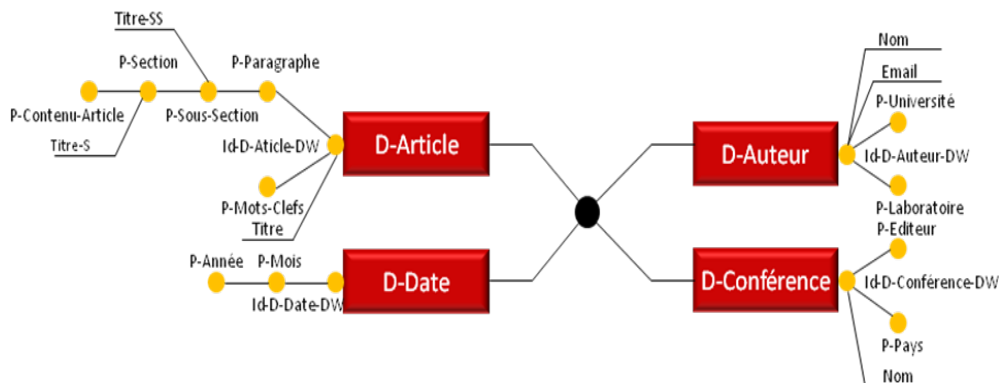 Titre-SS
P-Section
P-Paragraphe
P-Contenu-Article
P-Sous-Section
Titre-S
Id-D-Aticle-DW
D-Article
P-Mots-Clefs
Titre
P-Année
P-Mois
Id-D-Date-DW
D-Date
Nom
Email
P-Université
D-Auteur
Id-D-Auteur-DW
P-Laboratoire
P-Editeur
D-Conférence
Id-D-Conférence-DW
P-Pays
Nom